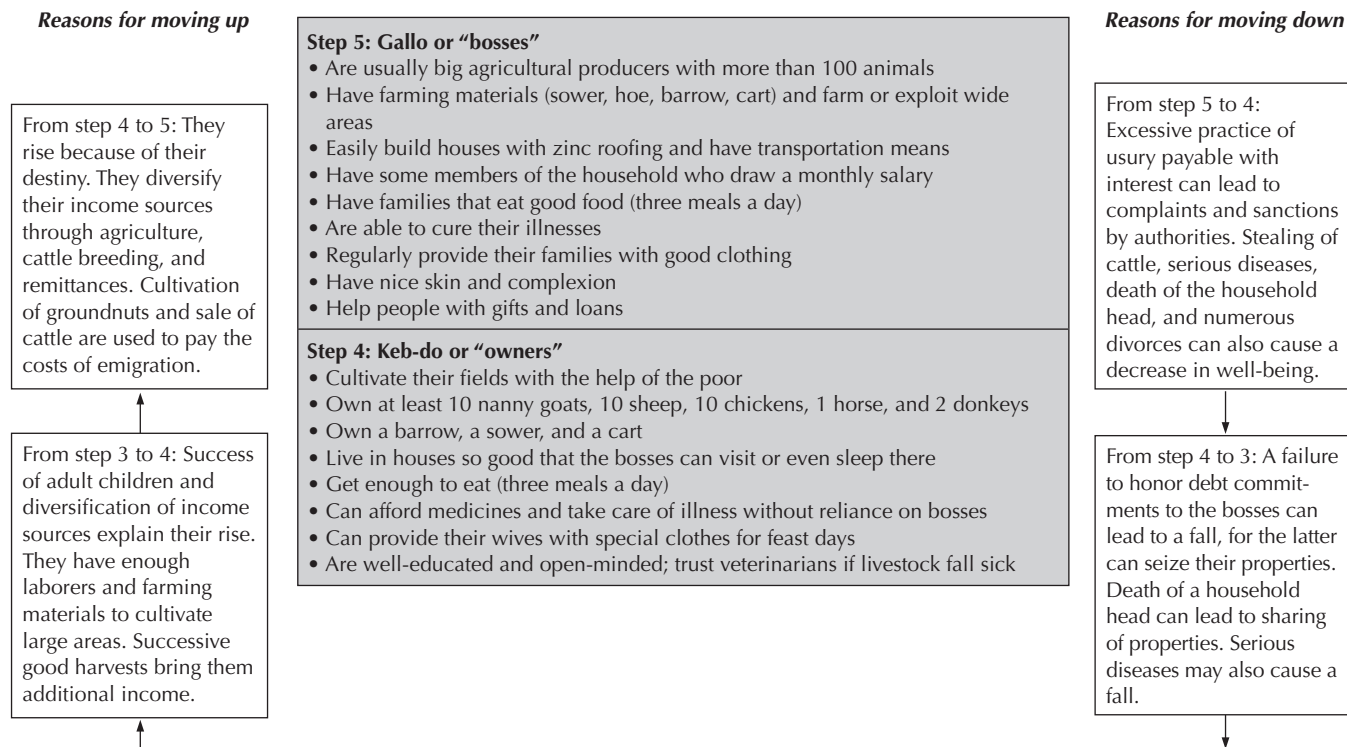 Reasons for moving up
From step 4 to 5: They
rise because of their
destiny. They diversify
their income sources
through agriculture,
cattle breeding, and
remittances. Cultivation
of groundnuts and sale of
cattle are used to pay the
costs of emigration.
From step 3 to 4: Success
of adult children and
diversification of income
sources explain their rise.
They have enough
laborers and farming
materials to cultivate
large areas. Successive
good harvests bring them
additional income.
Step 5: Gallo or “bosses”
• Are usually big agricultural producers with more than 100 animals
• Have farming materials (sower, hoe, barrow, cart) and farm or exploit wide
areas
• Easily build houses with zinc roofing and have transportation means
• Have some members of the household who draw a monthly salary
• Have families that eat good food (three meals a day)
• Are able to cure their illnesses
• Regularly provide their families with good clothing
• Have nice skin and complexion
• Help people with gifts and loans
Step 4: Keb-do or “owners”
• Cultivate their fields with the help of the poor
• Own at least 10 nanny goats, 10 sheep, 10 chickens, 1 horse, and 2 donkeys
• Own a barrow, a sower, and a cart
• Live in houses so good that the bosses can visit or even sleep there
• Get enough to eat (three meals a day)
• Can afford medicines and take care of illness without reliance on bosses
• Can provide their wives with special clothes for feast days
• Are well-educated and open-minded; trust veterinarians if livestock fall sick
Reasons for moving down
From step 5 to 4:
Excessive practice of
usury payable with
interest can lead to
complaints and sanctions
by authorities. Stealing of
cattle, serious diseases,
death of the household
head, and numerous
divorces can also cause a
decrease in well-being.
From step 4 to 3: A failure
to honor debt commit-
ments to the bosses can
lead to a fall, for the latter
can seize their properties.
Death of a household
head can lead to sharing
of properties. Serious
diseases may also cause a
fall.